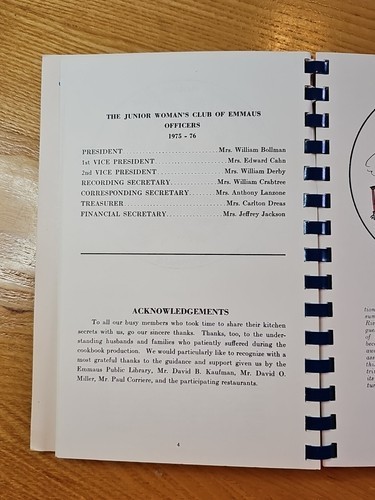 THE JUNIOR WOMAN'S CLUB OF EMMAUS
OFFICERS
1975 - 76
PRESIDENT..............................Mrs. William Bollman
1st VICE PRESIDENT.....................Mrs. Edward Cahn
2nd VICE PRESIDENT.....................Mrs. William Derby
RECORDING SECRETARY....................Mrs. William Crabtree
CORRESPONDING SECRETARY................Mrs. Anthony Lanzone
TREASURER..............................Mrs. Carlton Dreas
FINANCIAL SECRETARY....................Mrs. Jeffrey Jackson
ACKNOWLEDGEMENTS
To all our busy members who took time to share their kitchen
secrets with us, go our sincere thanks. Thanks, too, to the under-
standing husbands and families who patiently suffered during the
cookbook production. We would particularly like to recognize with a
most grateful thanks to the guidance and support given us by the
Emmaus Public Library, Mr. David B. Kaufman, Mr. David O.
Miller, Mr. Paul Corriere, and the participating restaurants.
4